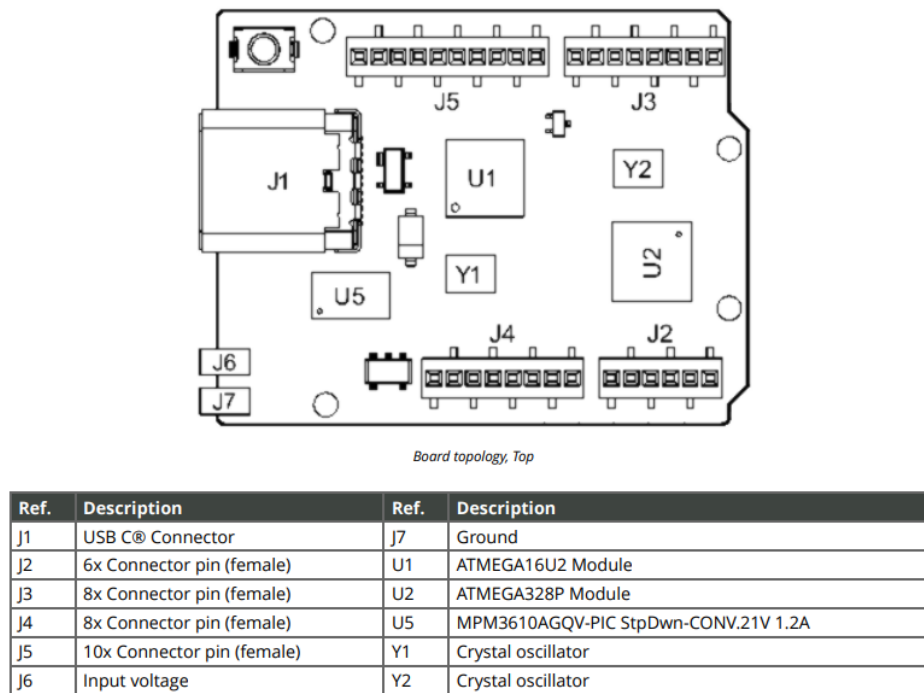 J5
J3
J1
U1
Y2
U2
Y1
U5
J4
J2
J6
J7
Board topology, Top
Ref. Description Ref. Description
J1 USB C® Connector J7 Ground
J2 6x Connector pin (female) U1 ATMEGA16U2 Module
J3 8x Connector pin (female) U2 ATMEGA328P Module
J4 8x Connector pin (female) U5 MPM3610AGQV-PIC StpDwn-CONV.21V 1.2A
J5 10x Connector pin (female) Y1 Crystal oscillator
J6 Input voltage Y2 Crystal oscillator